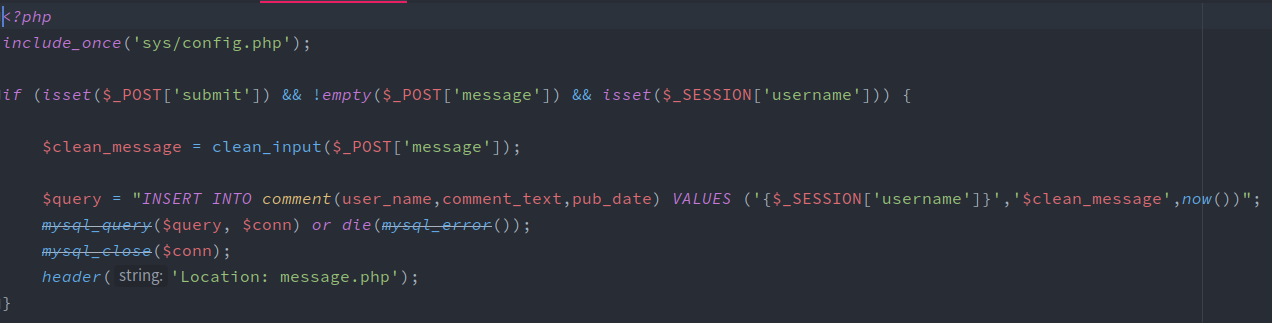 <?php
include_once('sys/config.php');
if (isset($_POST['submit']) && !empty($_POST['message']) && isset($_SESSION['username'])) {
$clean_message = clean_input($_POST['message']);
$query = "INSERT INTO comment(user_name,comment_text,pub_date) VALUES ('{$_SESSION['username']}','$clean_message',now())";
mysql_query($query, $conn) or die(mysql_error());
mysql_close($conn);
header( string: 'Location: message.php');
}